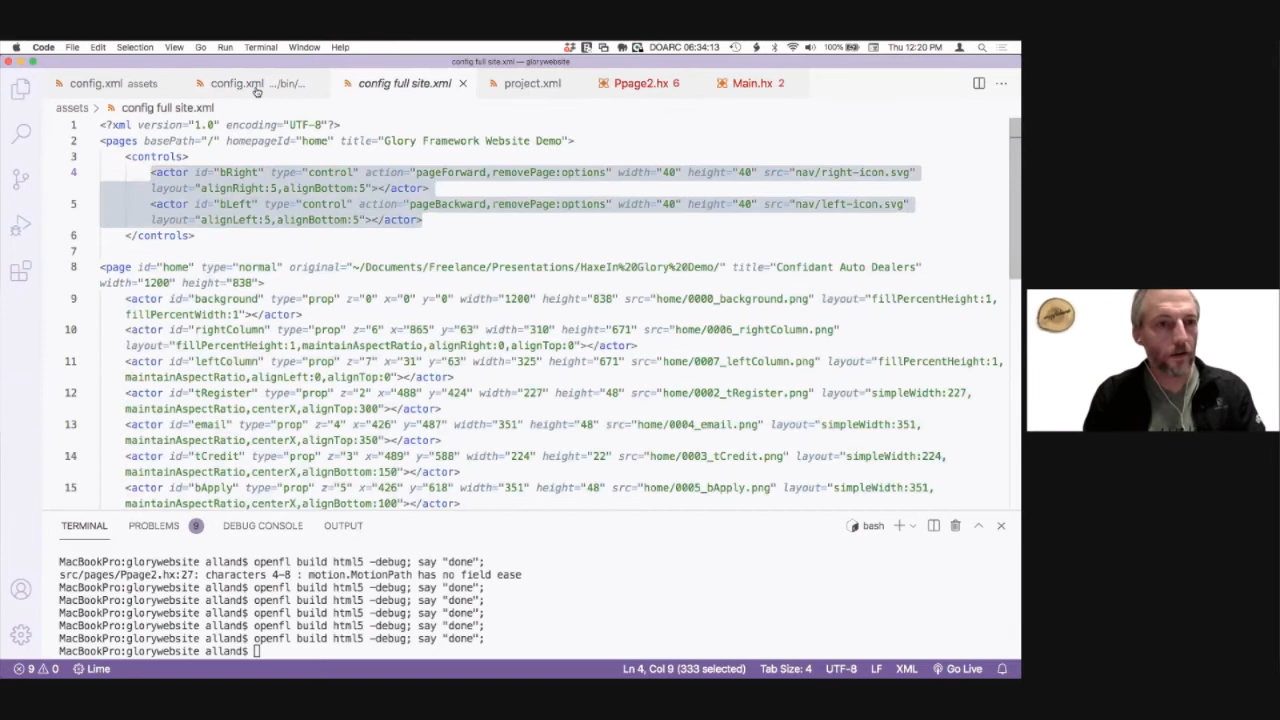 Code File Edit Selection View Go Run Terminal Window Help DOARC 06:34:13 100% Thu 12:20 PM
config full site.xml — glorywebsite
config.xml assets config.xml .../bin/... config full site.xml project.xml Ppage2.hx 6 Main.hx 2
assets > config full site.xml
1 <?xml version="1.0" encoding="UTF-8"?>
2 <pages basePath="/" homepageId="home" title="Glory Framework Website Demo">
3 <controls>
4 <actor id="bRight" type="control" action="pageForward,removePage:options" width="40" height="40" src="nav/right-icon.svg"
layout="alignRight:5,alignBottom:5"></actor>
5 <actor id="bLeft" type="control" action="pageBackward,removePage:options" width="40" height="40" src="nav/left-icon.svg"
layout="alignLeft:5,alignBottom:5"></actor>
6 </controls>
7
8 <page id="home" type="normal" original="~/Documents/Freelance/Presentations/HaxeIn%20Glory%20Demo/" title="Confidant Auto Dealers"
width="1200" height="838">
9 <actor id="background" type="prop" z="0" x="0" y="0" width="1200" height="838" src="home/0000_background.png" layout="fillPercentHeight:1,
fillPercentWidth:1"></actor>
10 <actor id="rightColumn" type="prop" z="6" x="865" y="63" width="310" height="671" src="home/0006_rightColumn.png"
layout="fillPercentHeight:1,maintainAspectRatio,alignRight:0,alignTop:0"></actor>
11 <actor id="leftColumn" type="prop" z="7" x="31" y="63" width="325" height="671" src="home/0007_leftColumn.png" layout="fillPercentHeight:1,
maintainAspectRatio,alignLeft:0,alignTop:0"></actor>
12 <actor id="tRegister" type="prop" z="2" x="488" y="424" width="227" height="48" src="home/0002_tRegister.png" layout="simpleWidth:227,
maintainAspectRatio,centerX,alignTop:300"></actor>
13 <actor id="email" type="prop" z="4" x="426" y="487" width="351" height="48" src="home/0004_email.png" layout="simpleWidth:351,
maintainAspectRatio,centerX,alignTop:350"></actor>
14 <actor id="tCredit" type="prop" z="3" x="489" y="588" width="224" height="22" src="home/0003_tCredit.png" layout="simpleWidth:224,
maintainAspectRatio,centerX,alignBottom:150"></actor>
15 <actor id="bApply" type="prop" z="5" x="426" y="618" width="351" height="48" src="home/0005_bApply.png" layout="simpleWidth:351,
maintainAspectRatio,centerX,alignBottom:100"></actor>
TERMINAL PROBLEMS 9 DEBUG CONSOLE OUTPUT bash
MacBookPro:glorywebsite alland$ openfl build html5 -debug; say "done";
src/pages/Ppage2.hx:27: characters 4-8 : motion.MotionPath has no field ease
MacBookPro:glorywebsite alland$ openfl build html5 -debug; say "done";
MacBookPro:glorywebsite alland$ openfl build html5 -debug; say "done";
MacBookPro:glorywebsite alland$ openfl build html5 -debug; say "done";
MacBookPro:glorywebsite alland$ openfl build html5 -debug; say "done";
MacBookPro:glorywebsite alland$ openfl build html5 -debug; say "done";
MacBookPro:glorywebsite alland$
9 0 Lime Ln 4, Col 9 (333 selected) Tab Size: 4 UTF-8 LF XML Go Live